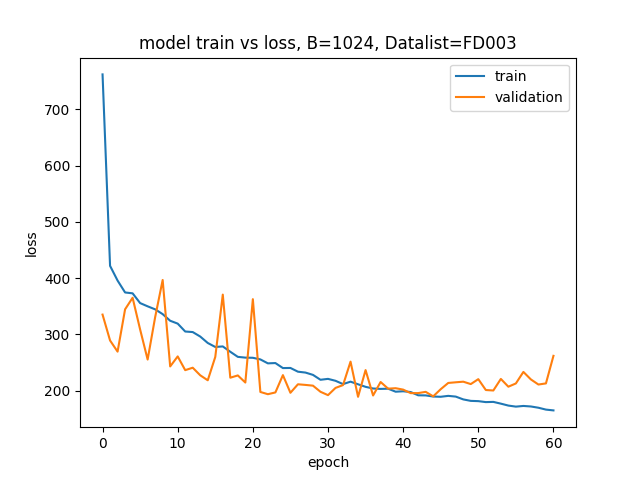 model train vs loss, B=1024, Datalist=FD003
train
validation
700
600
500
400
300
200
loss
0 10 20 30 40 50 60
epoch